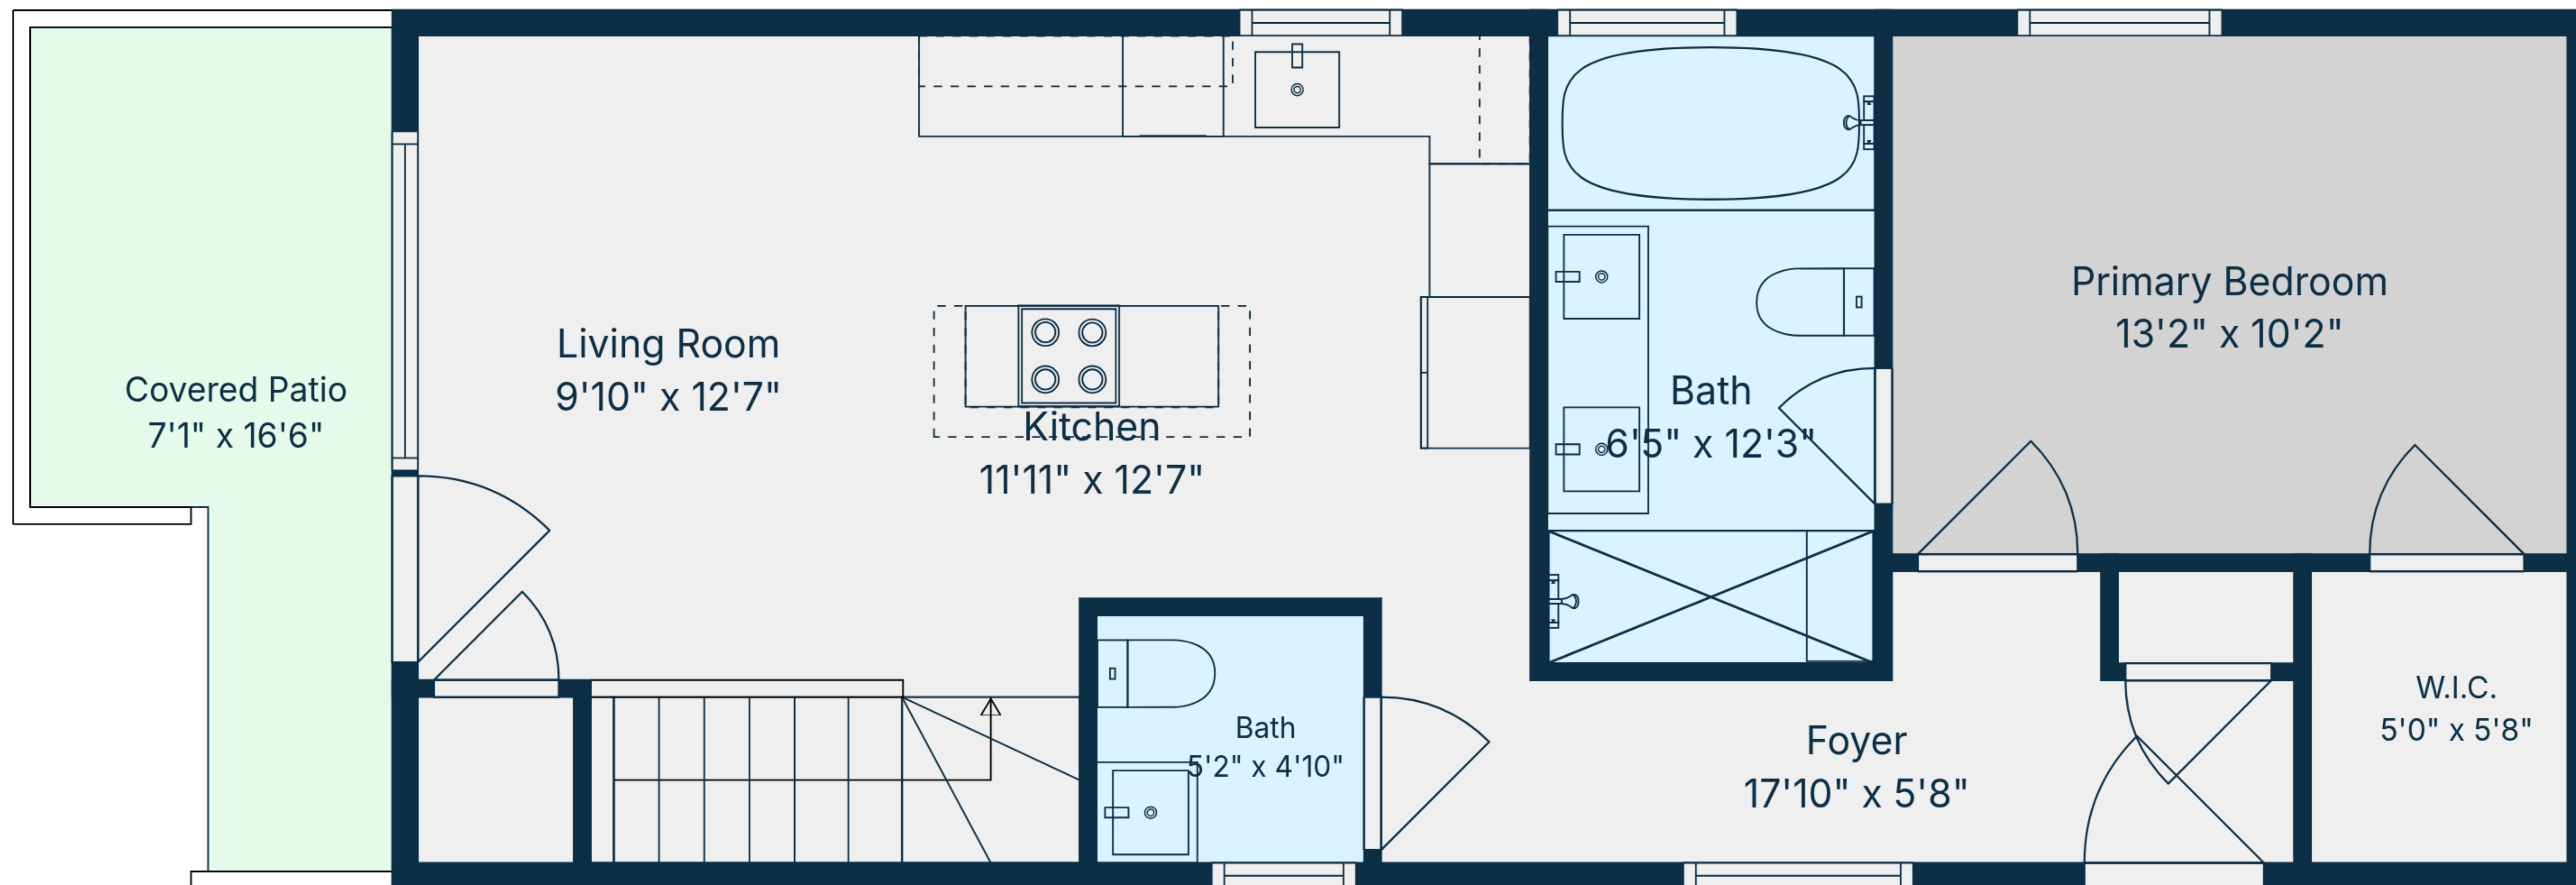 Covered Patio
7'1" x 16'6"
Living Room
9'10" x 12'7"
Kitchen
11'11" x 12'7"
Bath
6'5" x 12'3"
Primary Bedroom
13'2" x 10'2"
Bath
5'2" x 4'10"
Foyer
17'10" x 5'8"
W.I.C.
5'0" x 5'8"